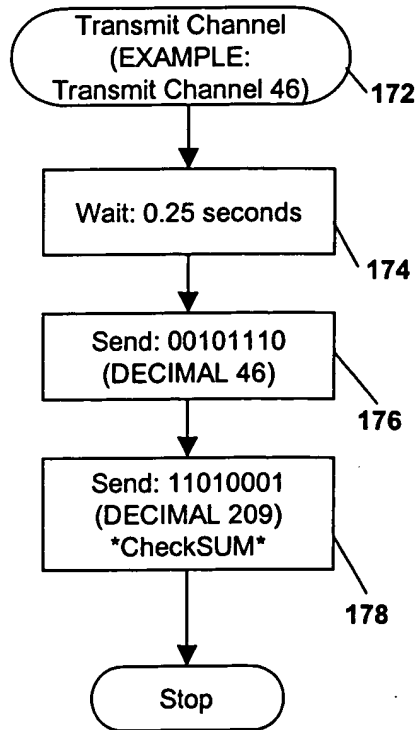 Transmit Channel
(EXAMPLE:
Transmit Channel 46)
172
Wait: 0.25 seconds
174
Send: 00101110
(DECIMAL 46)
176
Send: 11010001
(DECIMAL 209)
*CheckSUM*
178
Stop